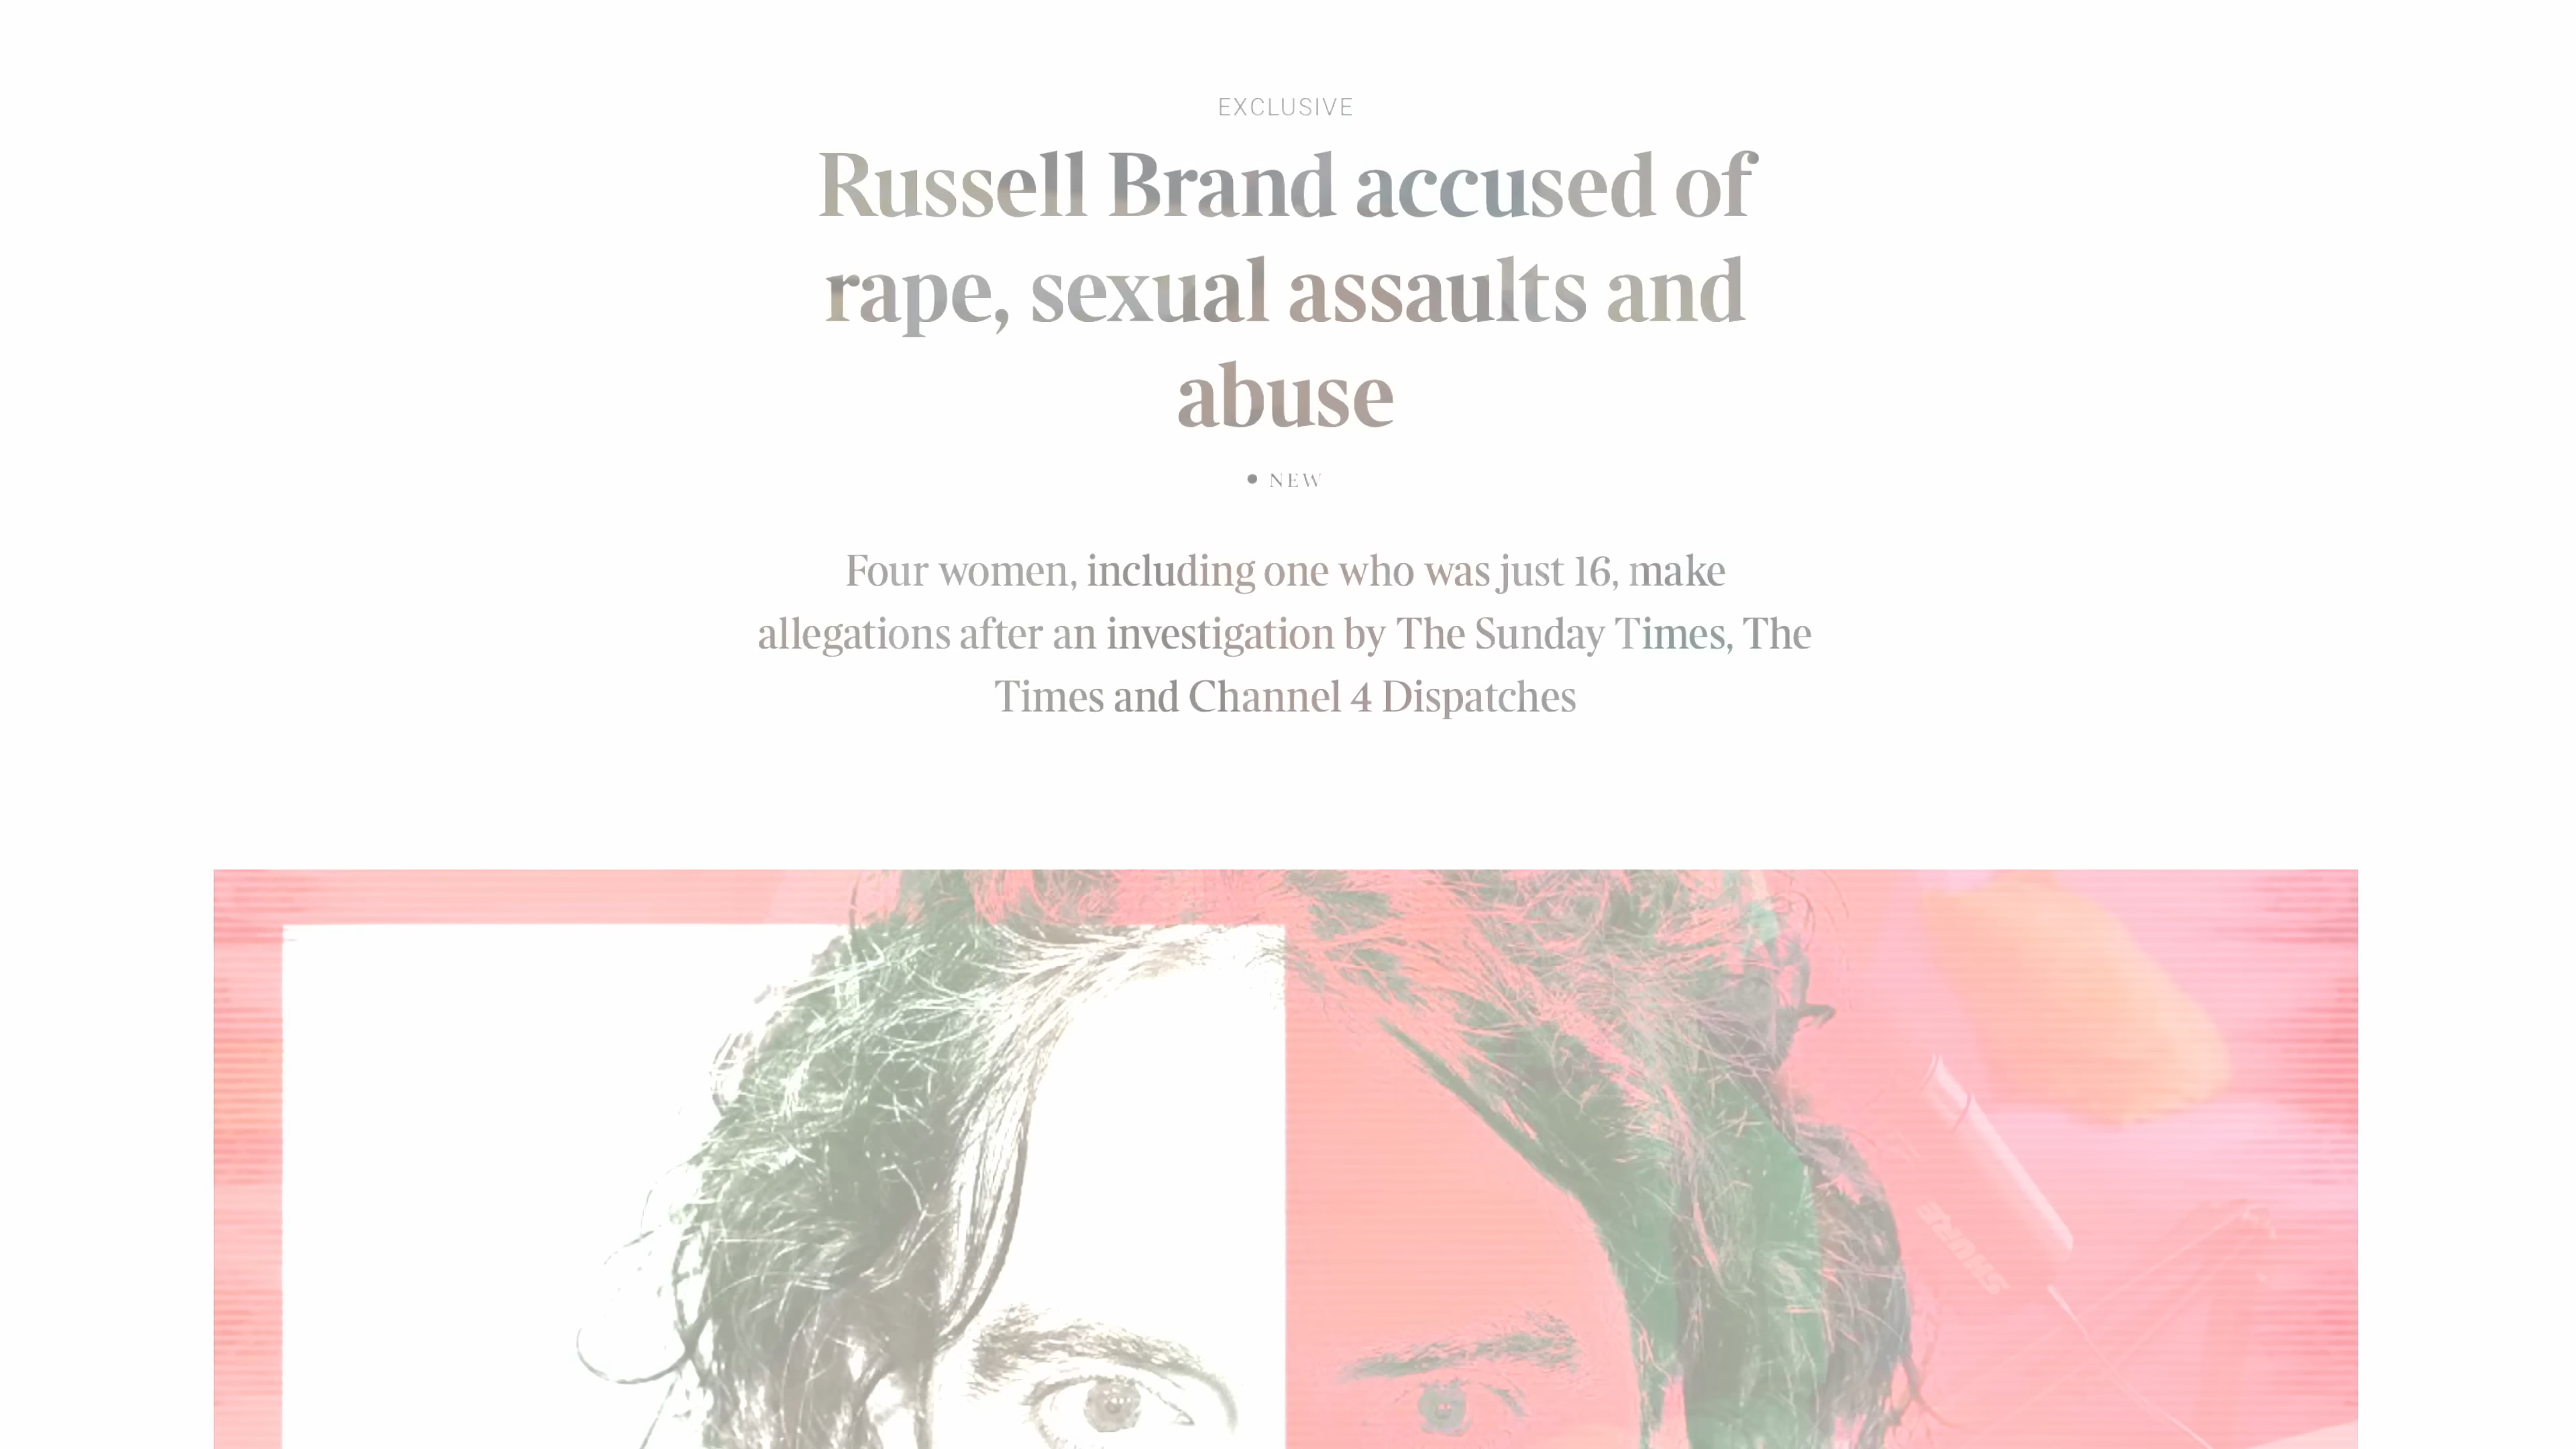 EXCLUSIVE
Russell Brand accused of
rape, sexual assaults and
abuse
• NEW
Four women, including one who was just 16, make
allegations after an investigation by The Sunday Times, The
Times and Channel 4 Dispatches
SHURE